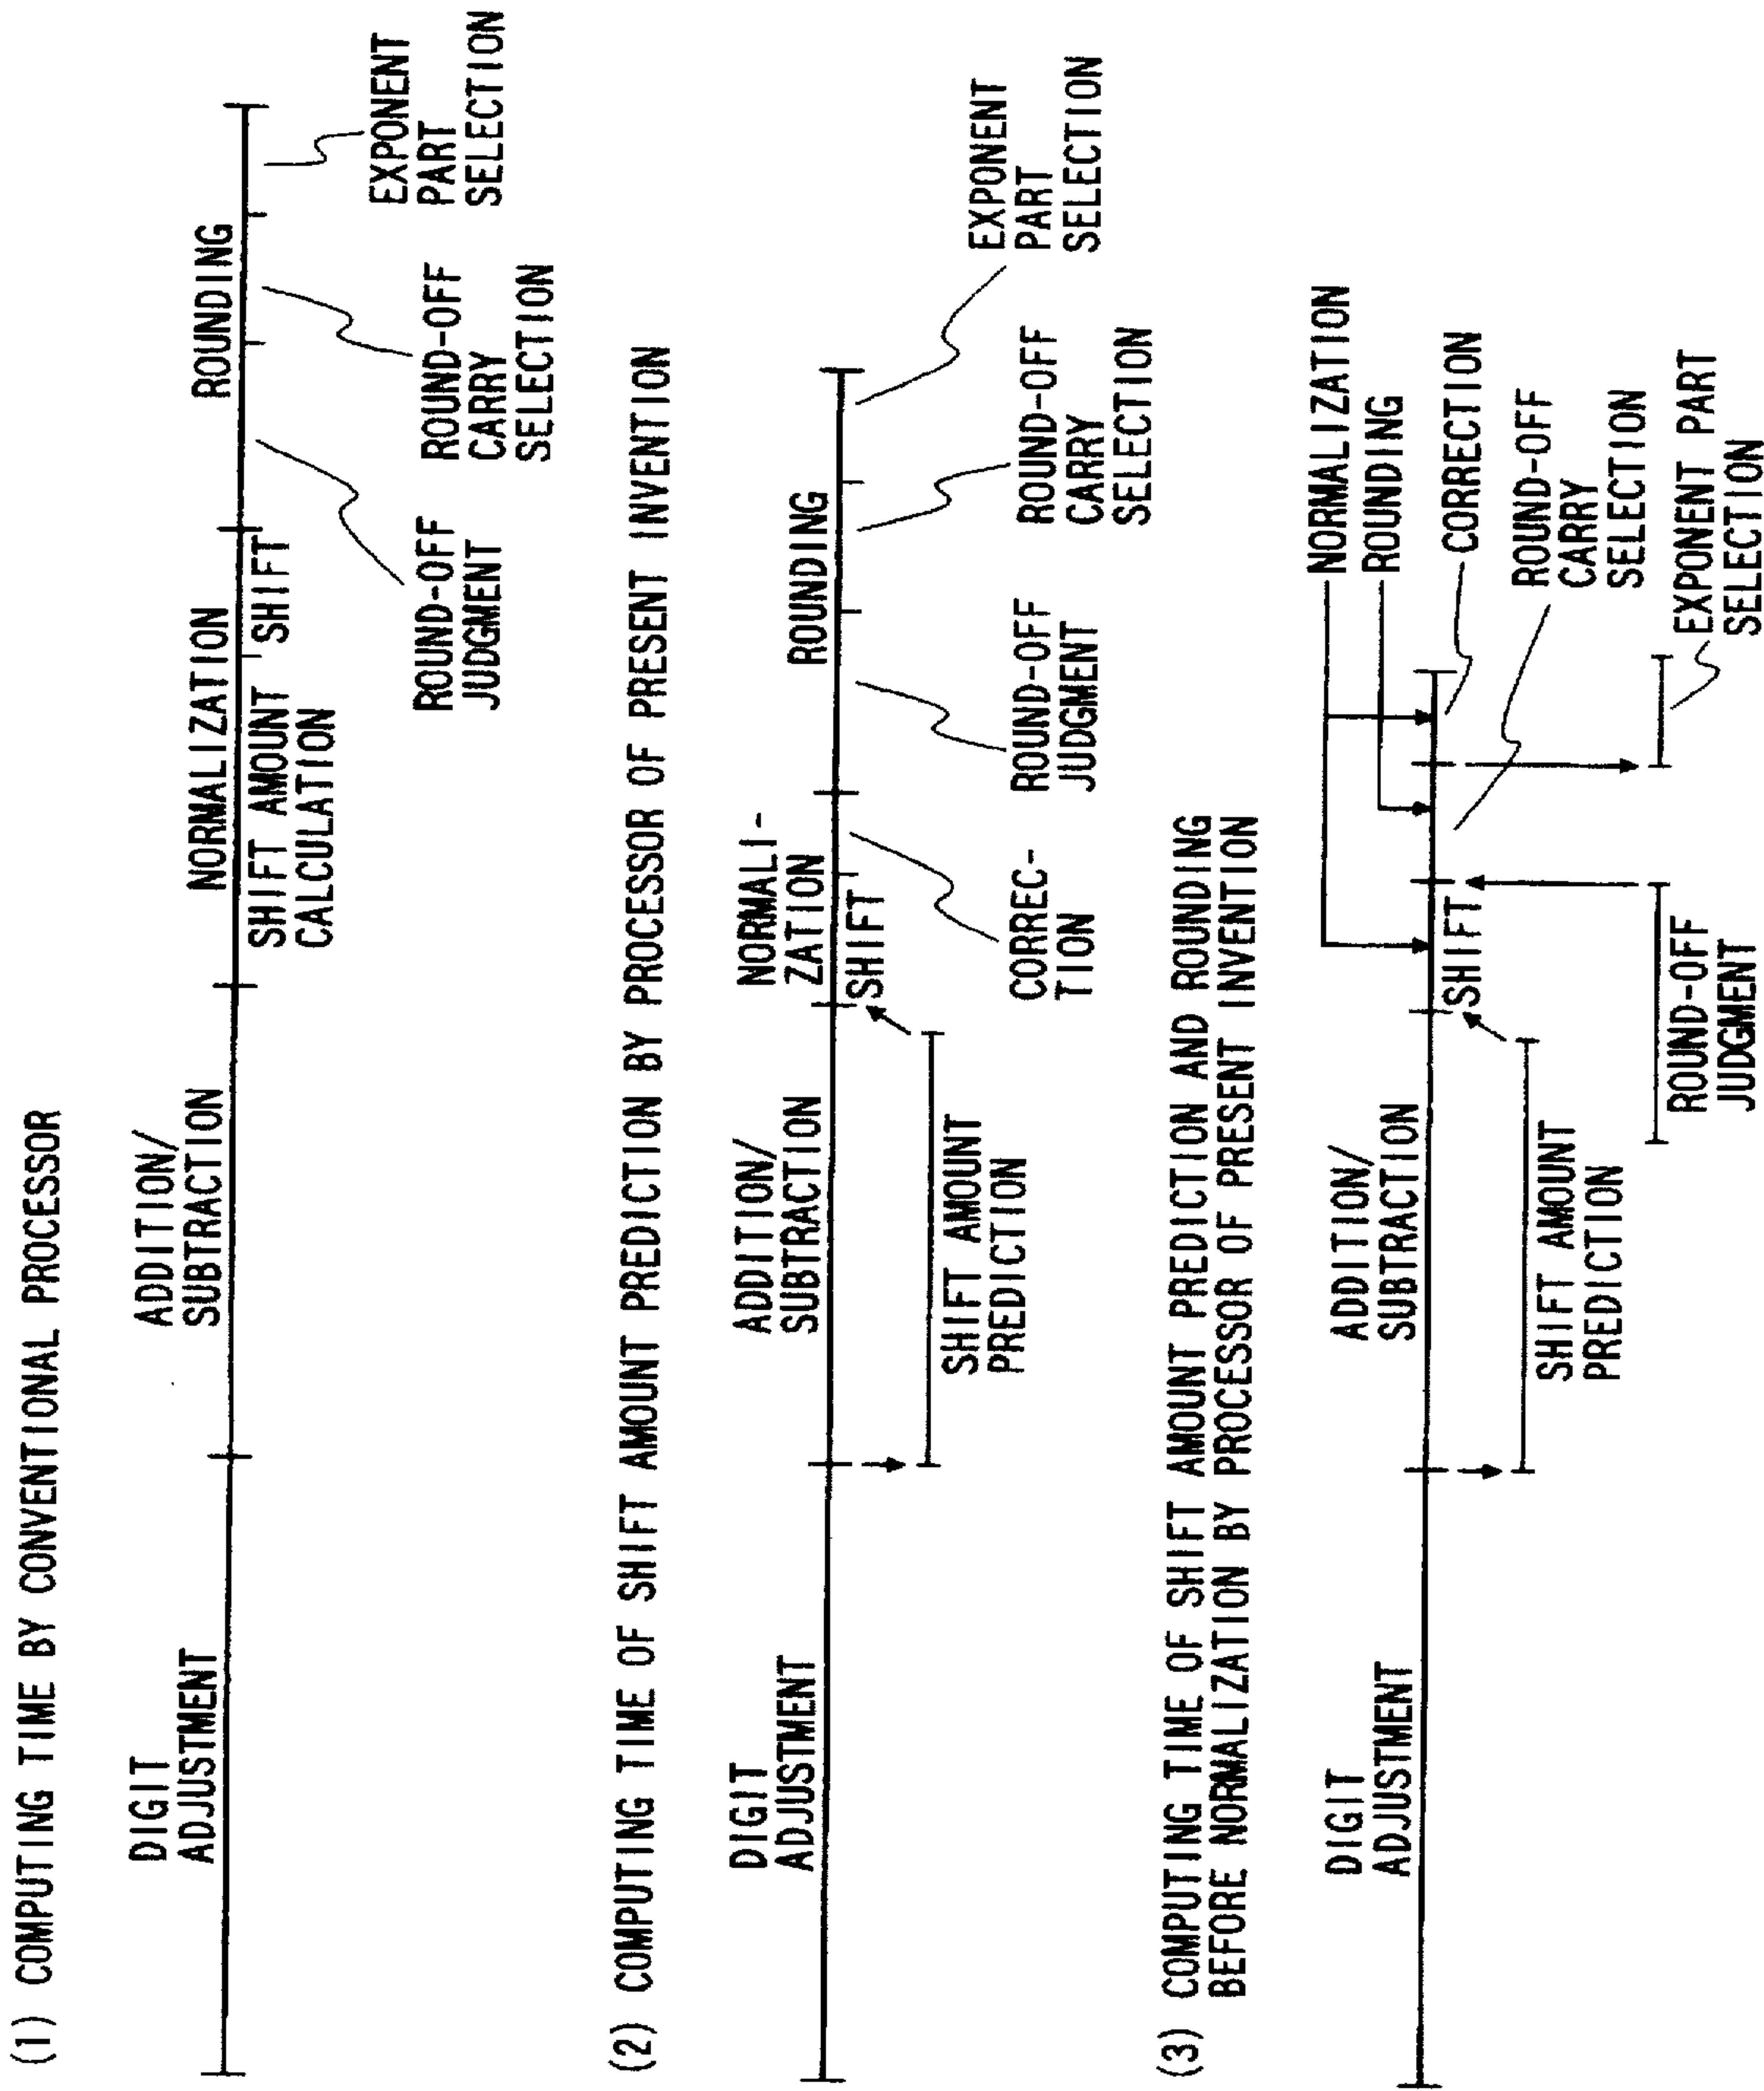 (1) COMPUTING TIME BY CONVENTIONAL PROCESSOR
DIGIT
ADJUSTMENT
ADDITION/
SUBTRACTION
NORMALIZATION
SHIFT AMOUNT
CALCULATION
SHIFT
ROUNDING
ROUND-OFF
JUDGMENT
ROUND-OFF
CARRY
SELECTION
EXPONENT
PART
SELECTION
(2) COMPUTING TIME OF SHIFT AMOUNT PREDICTION BY PROCESSOR OF PRESENT INVENTION
DIGIT
ADJUSTMENT
ADDITION/
SUBTRACTION
SHIFT AMOUNT
PREDICTION
NORMALI-
ZATION
SHIFT
CORREC-
TION
ROUNDING
ROUND-OFF
JUDGMENT
ROUND-OFF
CARRY
SELECTION
EXPONENT
PART
SELECTION
(3) COMPUTING TIME OF SHIFT AMOUNT PREDICTION AND ROUNDING
BEFORE NORMALIZATION BY PROCESSOR OF PRESENT INVENTION
DIGIT
ADJUSTMENT
ADDITION/
SUBTRACTION
SHIFT AMOUNT
PREDICTION
SHIFT
ROUND-OFF
JUDGMENT
NORMALIZATION
ROUNDING
CORRECTION
ROUND-OFF
CARRY
SELECTION
EXPONENT PART
SELECTION